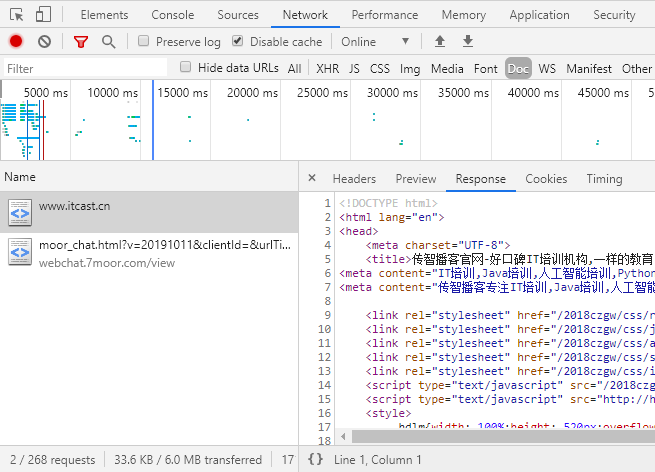 Elements Console Sources Network Performance Memory Application Security
Preserve log Disable cache Online
Filter Hide data URLs All XHR JS CSS Img Media Font Doc WS Manifest Other
5000 ms 10000 ms 15000 ms 20000 ms 25000 ms 30000 ms 35000 ms 40000 ms 45000 ms 5
Name
www.itcast.cn
moor_chat.html?v=20191011&clientId=&urlTi...
webchat.7moor.com/view
2 / 268 requests 33.6 KB / 6.0 MB transferred 17
× Headers Preview Response Cookies Timing
1 <!DOCTYPE html>
2 <html lang="en">
3 <head>
4 <meta charset="UTF-8">
5 <title>传智播客官网-好口碑IT培训机构,一样的教育
6 <meta content="IT培训,Java培训,人工智能培训,Python
7 <meta content="传智播客专注IT培训,Java培训,人工智能
8
9 <link rel="stylesheet" href="/2018czgw/css/r
10 <link rel="stylesheet" href="/2018czgw/css/j
11 <link rel="stylesheet" href="/2018czgw/css/a
12 <link rel="stylesheet" href="/2018czgw/css/s
13 <link rel="stylesheet" href="/2018czgw/css/i
14 <script type="text/javascript" src="/2018czg
15 <script type="text/javascript" src="http://h
16 <style>
17 .hdlm{width: 100%;height: 520px;overflow
{} Line 1, Column 1